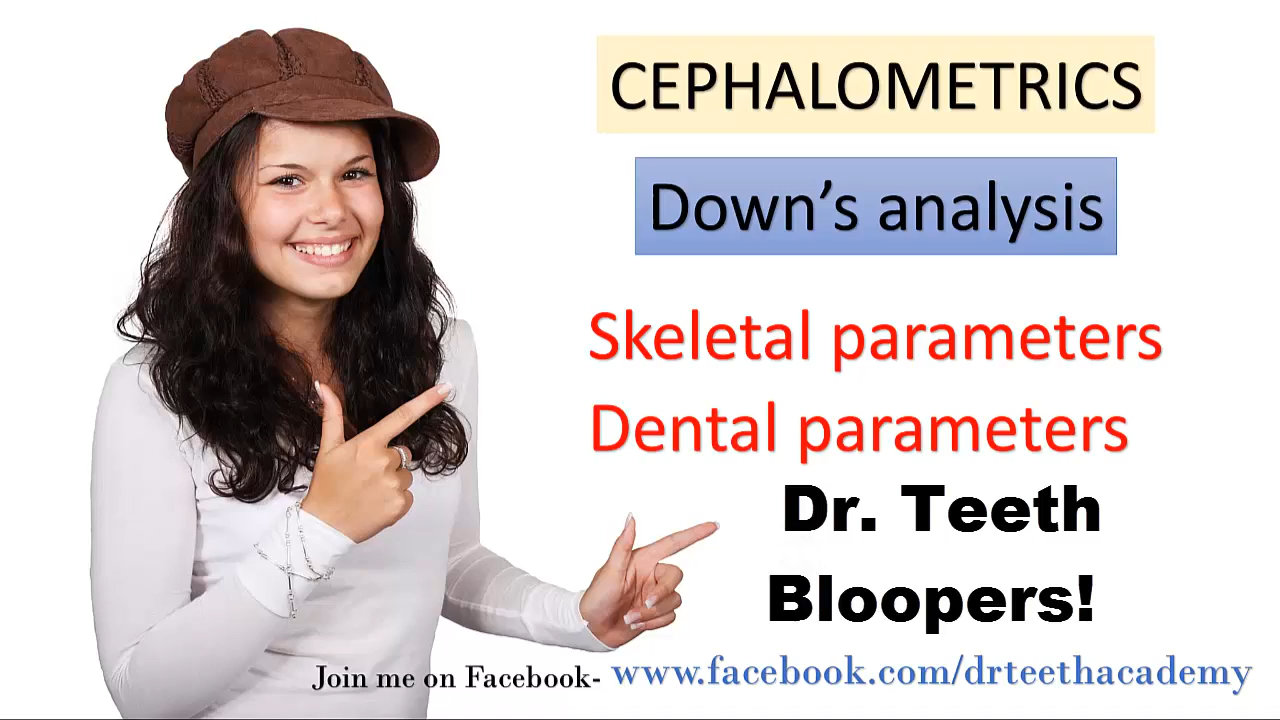 CEPHALOMETRICS
Down’s analysis
Skeletal parameters
Dental parameters
Dr. Teeth
Bloopers!
Join me on Facebook- www.facebook.com/drteethacademy